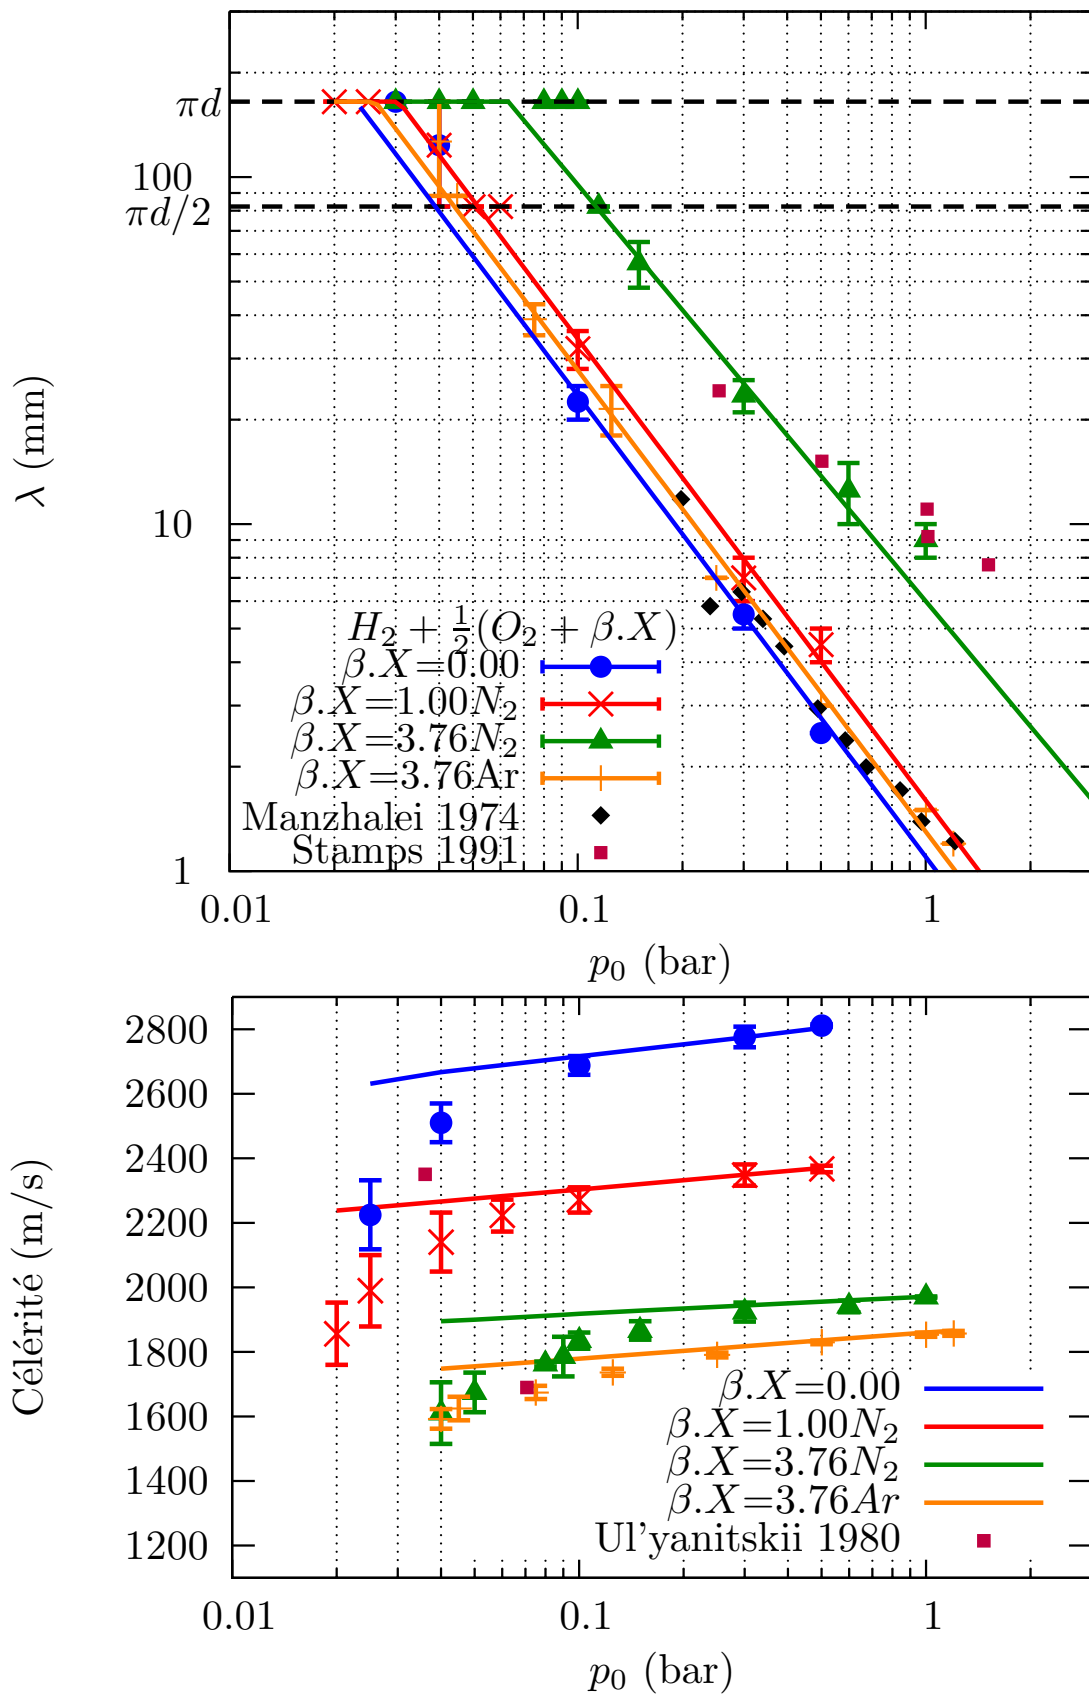 πd
100
πd/2
λ (mm)
10
H₂ + ½(O₂ + β.X)
β.X=0.00
β.X=1.00N₂
β.X=3.76N₂
β.X=3.76Ar
Manzhalei 1974
Stamps 1991
1
0.01 0.1 1
p₀ (bar)
2800
2600
2400
2200
2000
1800
1600
1400
1200
Célérité (m/s)
β.X=0.00
β.X=1.00N₂
β.X=3.76N₂
β.X=3.76Ar
Ul'yanitskii 1980
0.01 0.1 1
p₀ (bar)